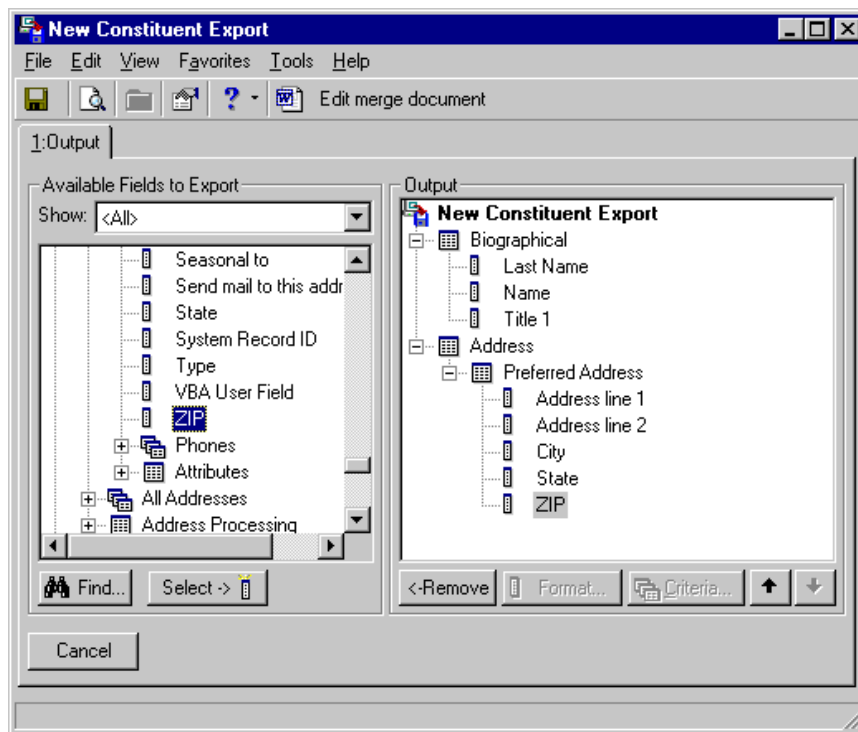 New Constituent Export
File Edit View Favorites Tools Help
Edit merge document
1:Output
Available Fields to Export
Show: <All>
Seasonal to
Send mail to this addr
State
System Record ID
Type
VBA User Field
ZIP
Phones
Attributes
All Addresses
Address Processing
Find...
Select ->
Output
New Constituent Export
Biographical
Last Name
Name
Title 1
Address
Preferred Address
Address line 1
Address line 2
City
State
ZIP
<-Remove
Format...
Criteria...
Cancel